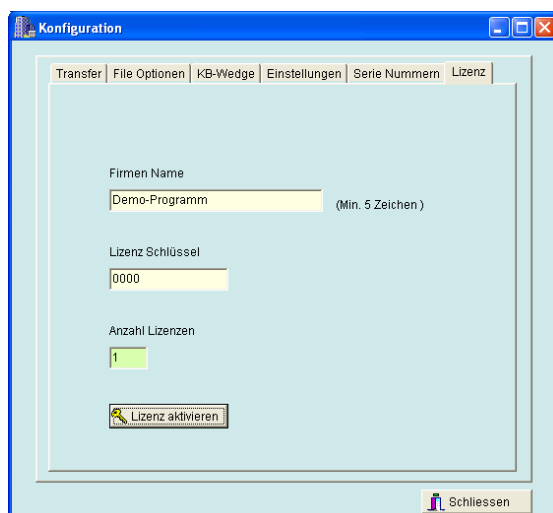 Konfiguration
Transfer File Optionen KB-Wedge Einstellungen Serie Nummern Lizenz
Firmen Name
Demo-Programm (Min. 5 Zeichen )
Lizenz Schlüssel
0000
Anzahl Lizenzen
1
Lizenz aktivieren
Schliessen